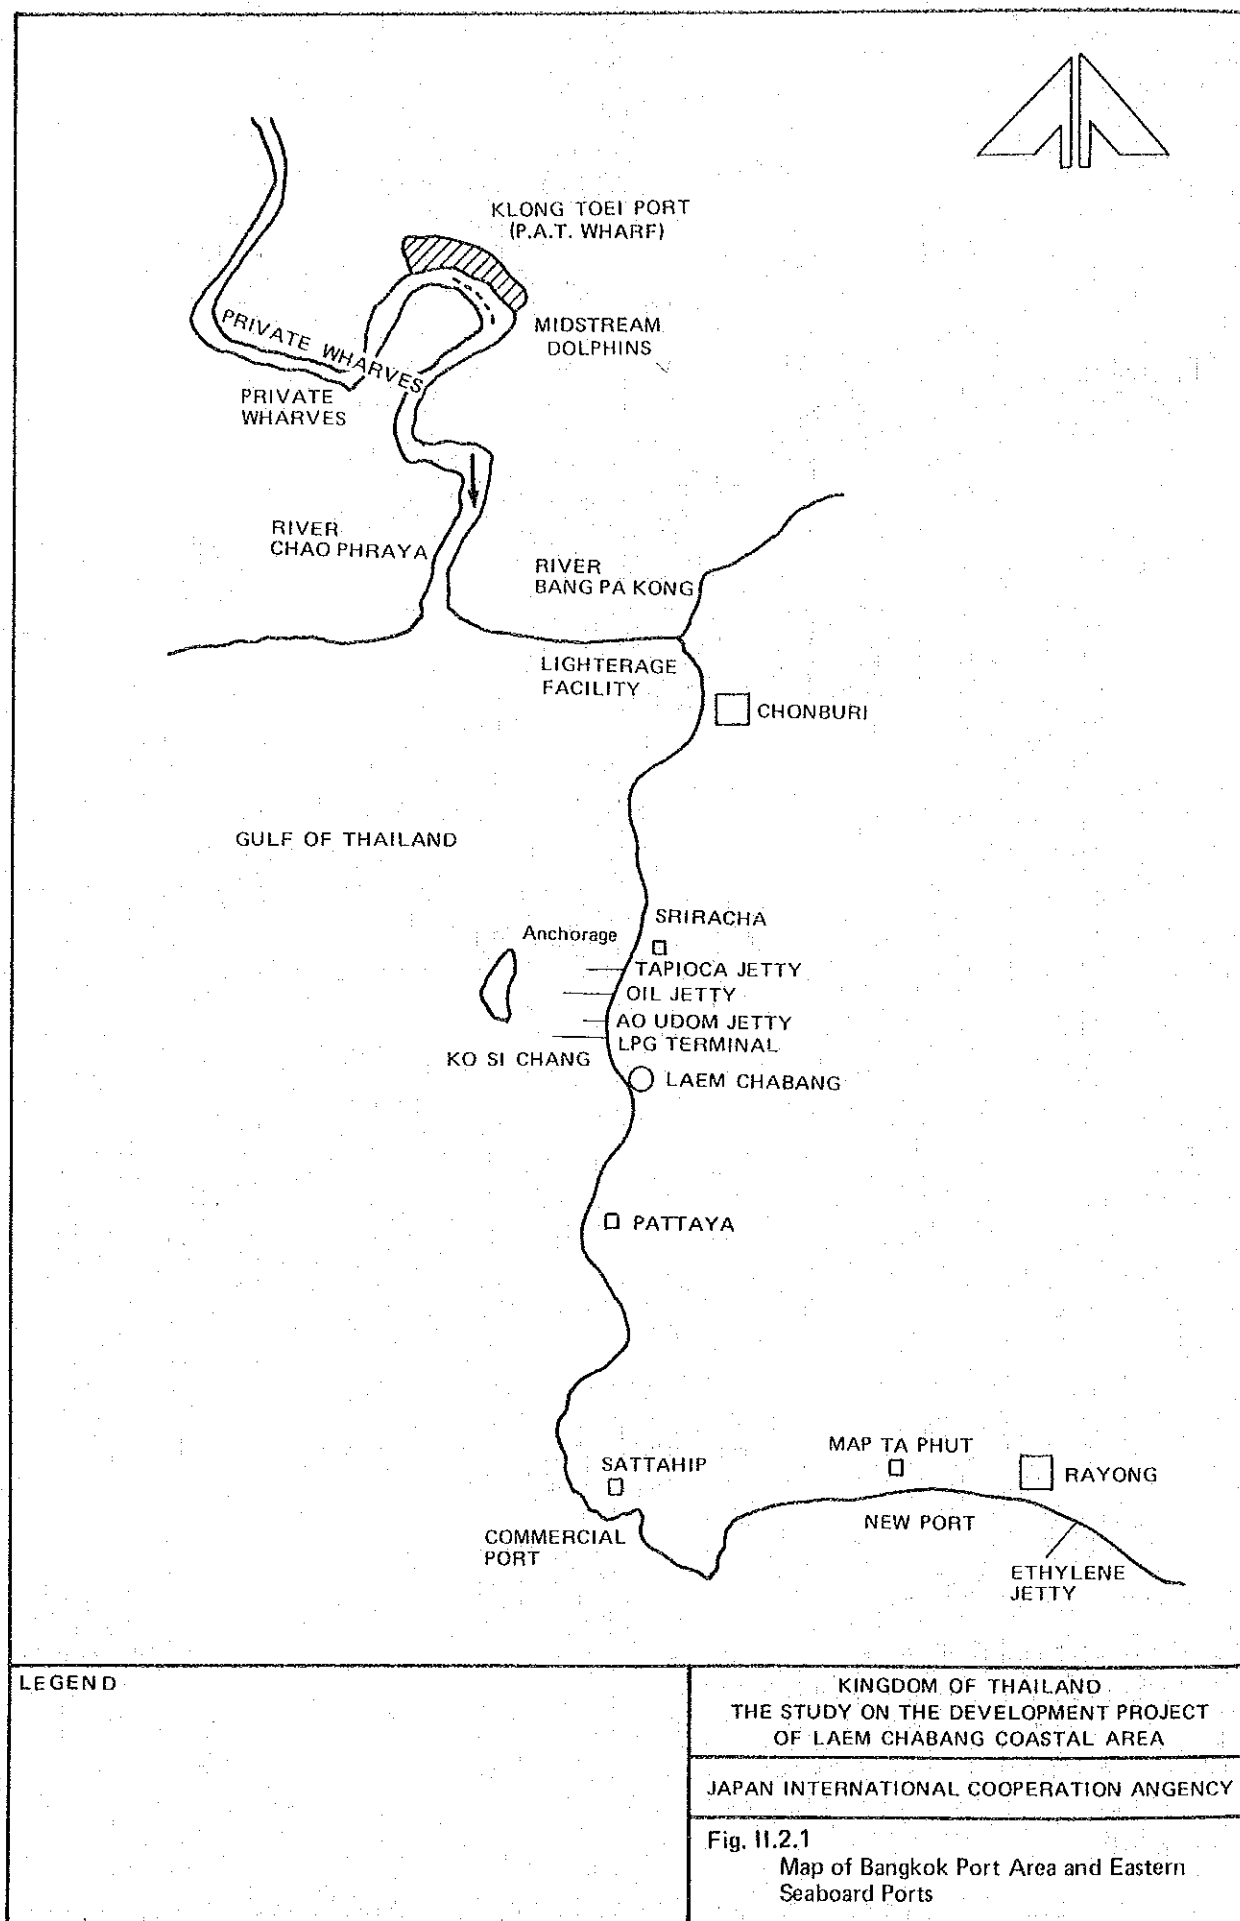 KLONG TOEI PORT
(P.A.T. WHARF)
MIDSTREAM
DOLPHINS
PRIVATE WHARVES
PRIVATE
WHARVES
RIVER
CHAO PHRAYA
RIVER
BANG PA KONG
LIGHTERAGE
FACILITY
CHONBURI
GULF OF THAILAND
SRIRACHA
Anchorage
TAPIOCA JETTY
OIL JETTY
AO UDOM JETTY
LPG TERMINAL
KO SI CHANG
LAEM CHABANG
PATTAYA
MAP TA PHUT
SATTAHIP
RAYONG
NEW PORT
COMMERCIAL
PORT
ETHYLENE
JETTY
LEGEND
KINGDOM OF THAILAND
THE STUDY ON THE DEVELOPMENT PROJECT
OF LAEM CHABANG COASTAL AREA
JAPAN INTERNATIONAL COOPERATION ANGENCY
Fig. II.2.1
Map of Bangkok Port Area and Eastern
Seaboard Ports